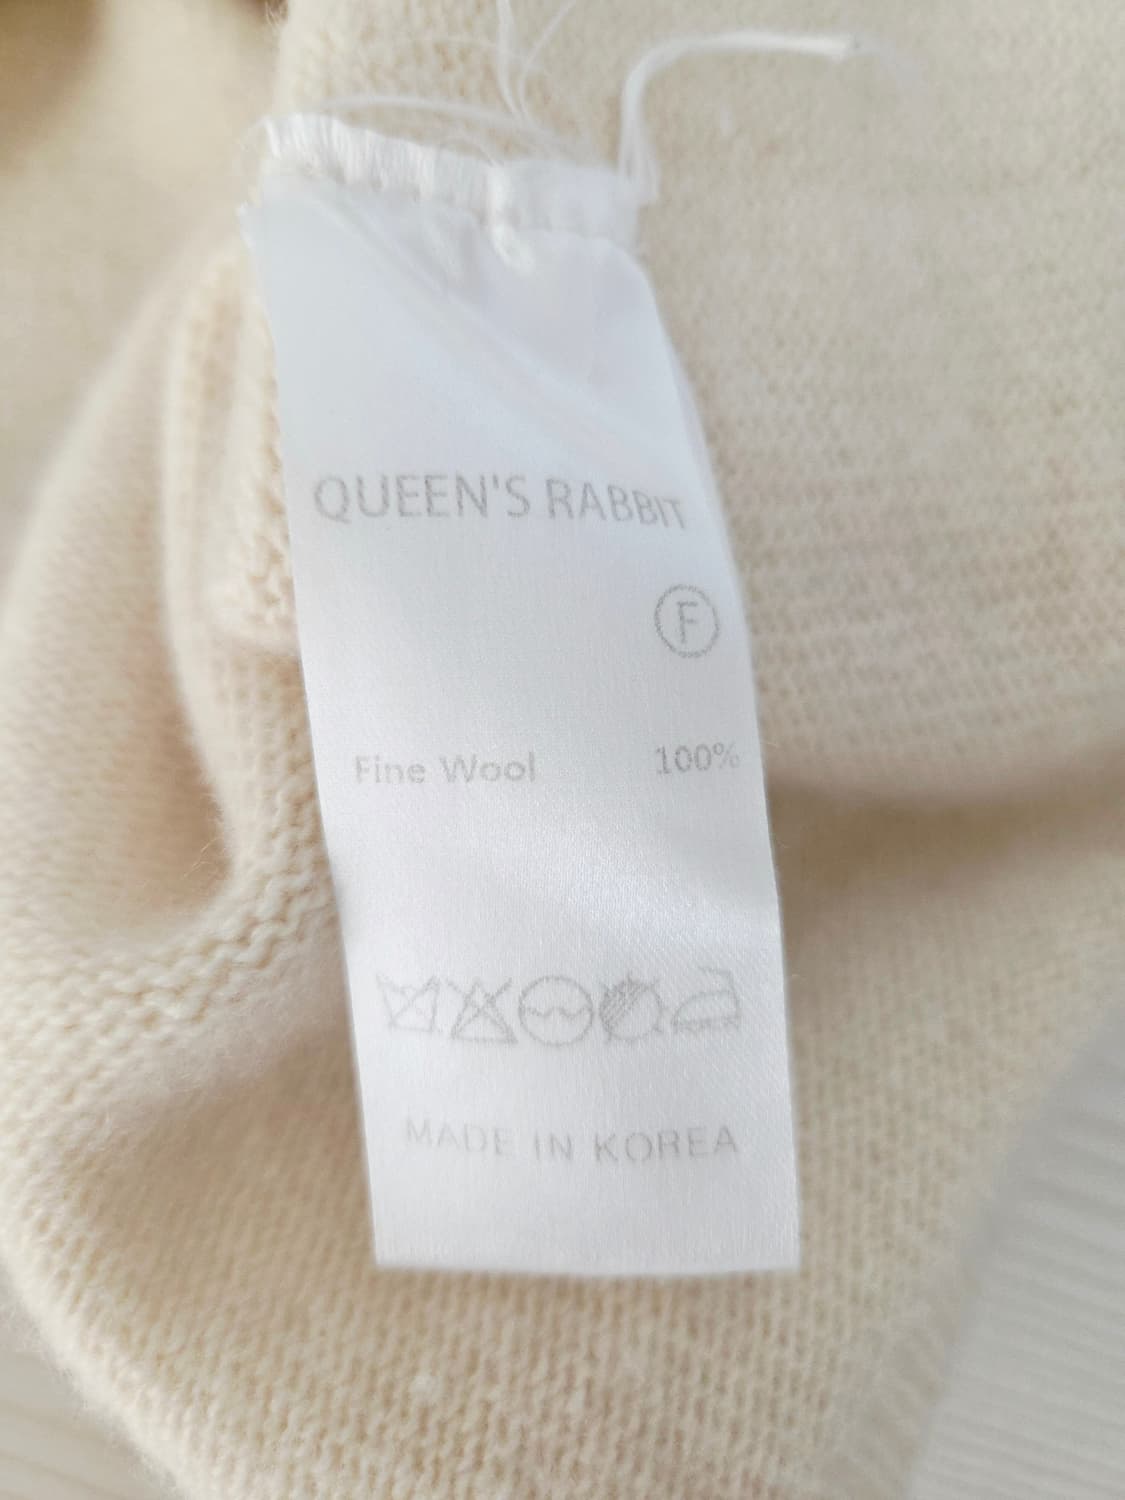 QUEEN'S RABBIT
F
Fine Wool 100%
MADE IN KOREA